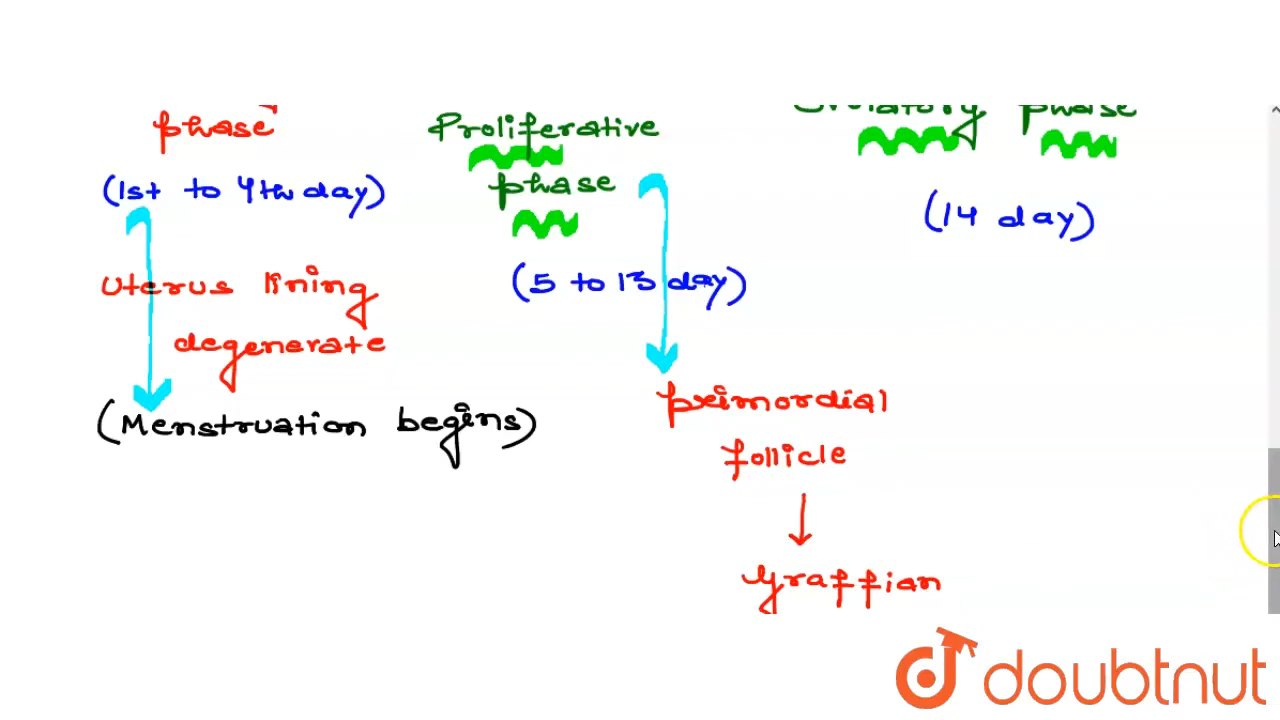 phase
(1st to 4th day)
Uterus lining
degenerate
(Menstruation begins)
Proliferative
phase
(5 to 13 day)
primordial
follicle
↓
Graffian
phase
(14 day)
doubtnut